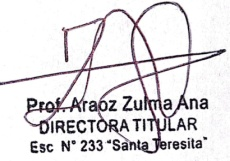 Prof. Araoz Zulma Ana
DIRECTORA TITULAR
Esc N° 233 "Santa Teresita"